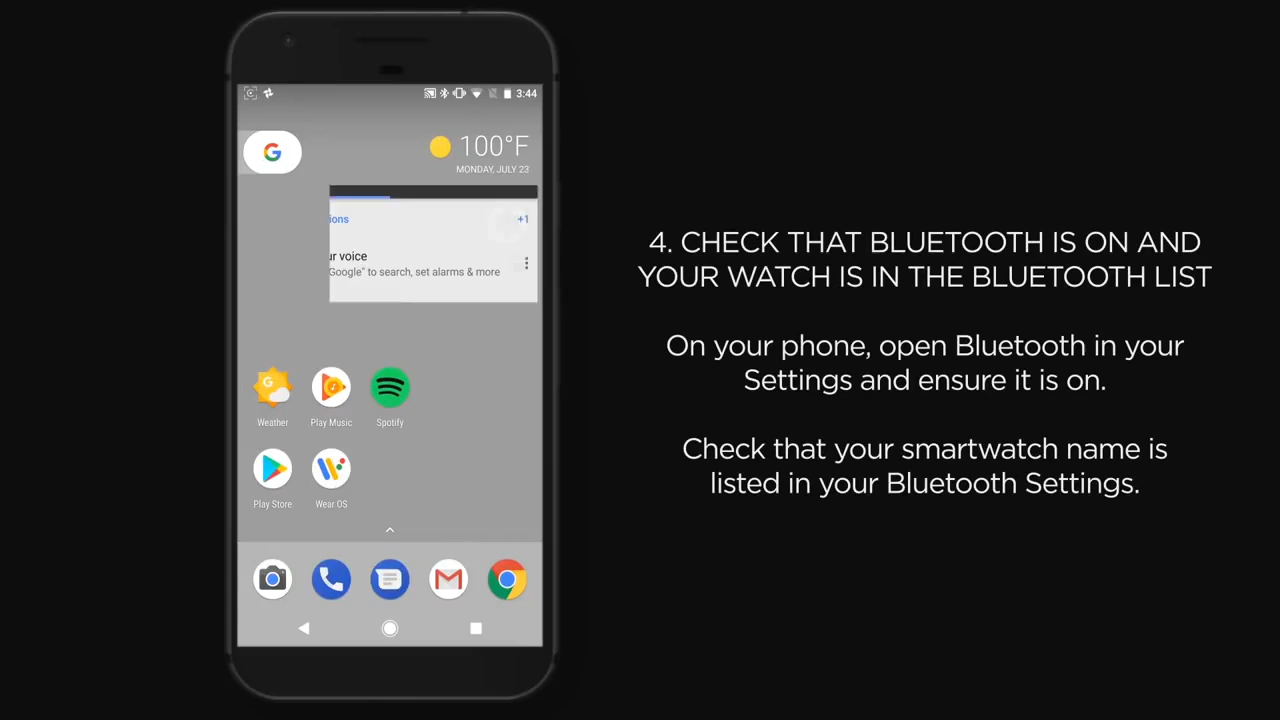 3:44
G
100°F
MONDAY, JULY 23
ions
+1
ur voice
Google" to search, set alarms & more
G
Weather
Play Music
Spotify
Play Store
Wear OS
4. CHECK THAT BLUETOOTH IS ON AND
YOUR WATCH IS IN THE BLUETOOTH LIST
On your phone, open Bluetooth in your
Settings and ensure it is on.
Check that your smartwatch name is
listed in your Bluetooth Settings.